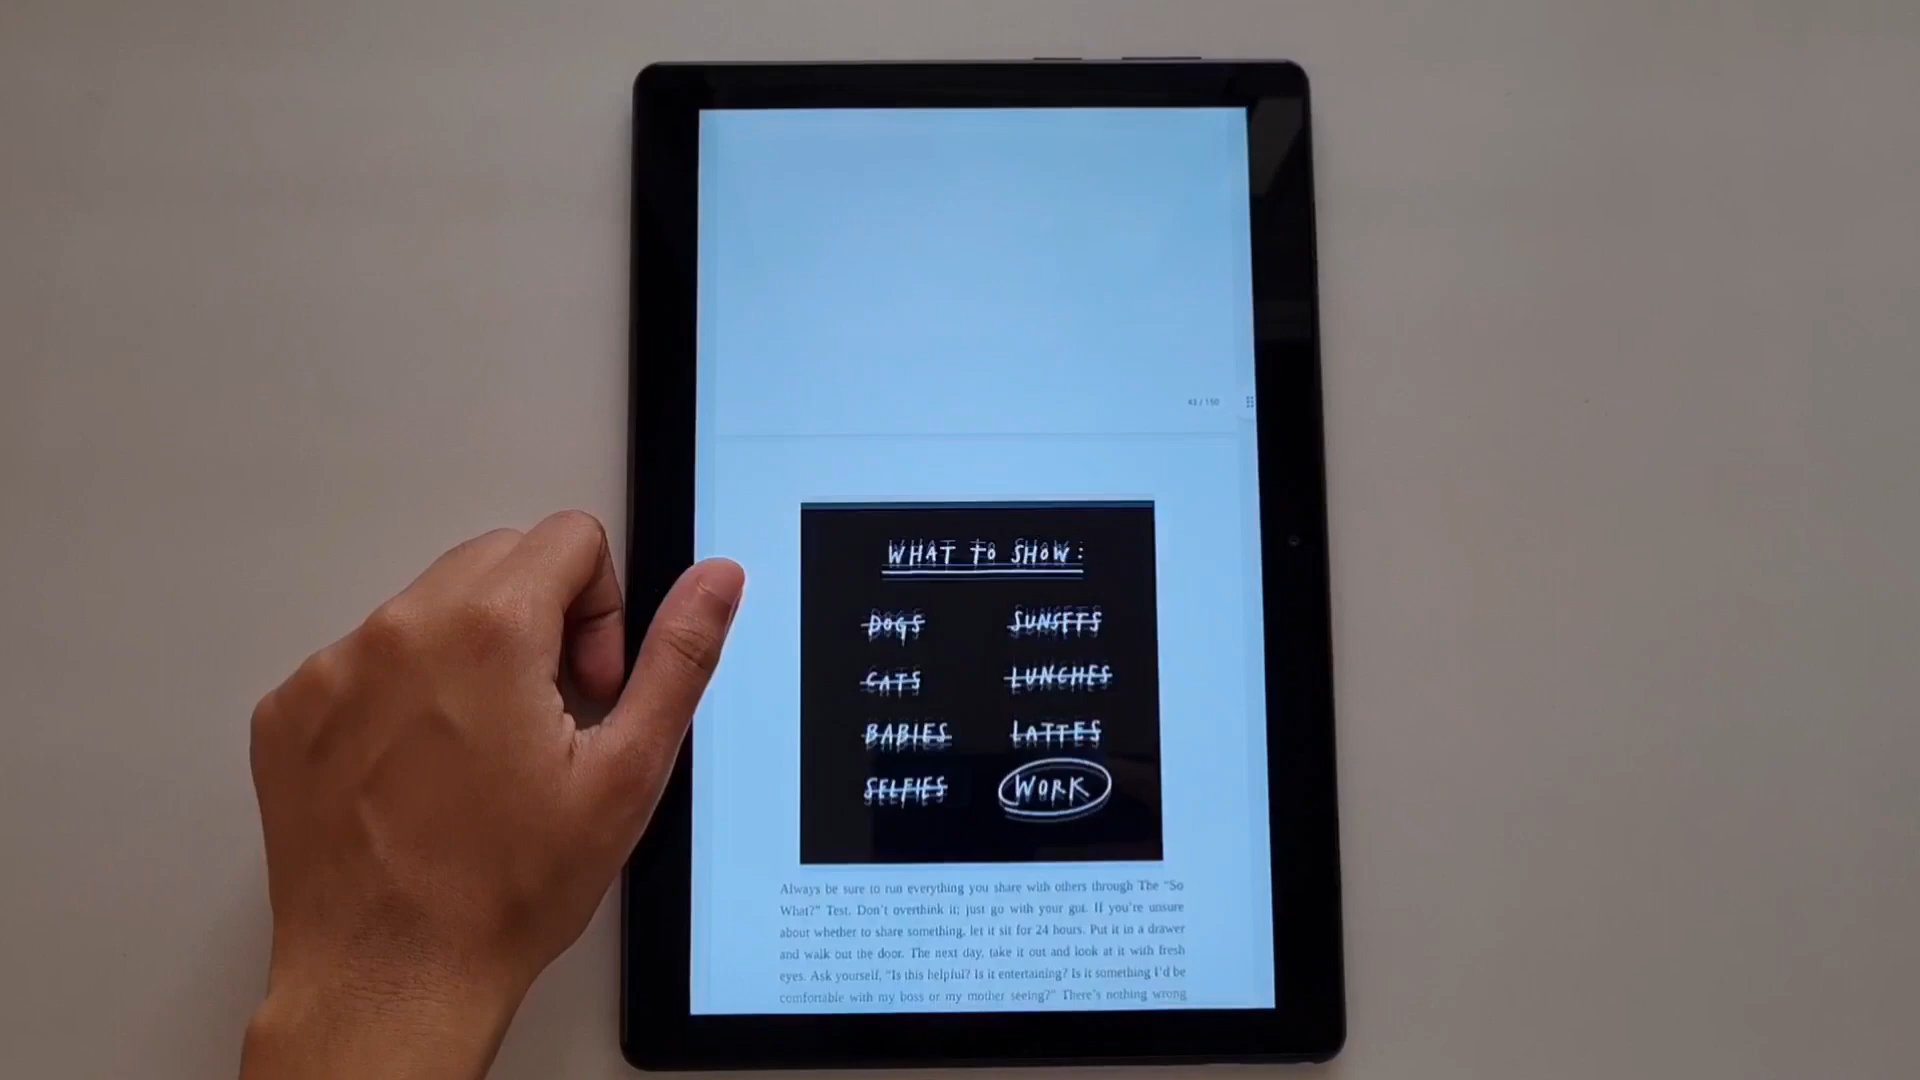 43 / 150
WHAT TO SHOW:
DOGS SUNSETS
CATS LUNCHES
BABIES LATTES
SELFIES WORK
Always be sure to run everything you share with others through The “So
What?” Test. Don’t overthink it; just go with your gut. If you’re unsure
about whether to share something, let it sit for 24 hours. Put it in a drawer
and walk out the door. The next day, take it out and look at it with fresh
eyes. Ask yourself, “Is this helpful? Is it entertaining? Is it something I’d be
comfortable with my boss or my mother seeing?” There’s nothing wrong